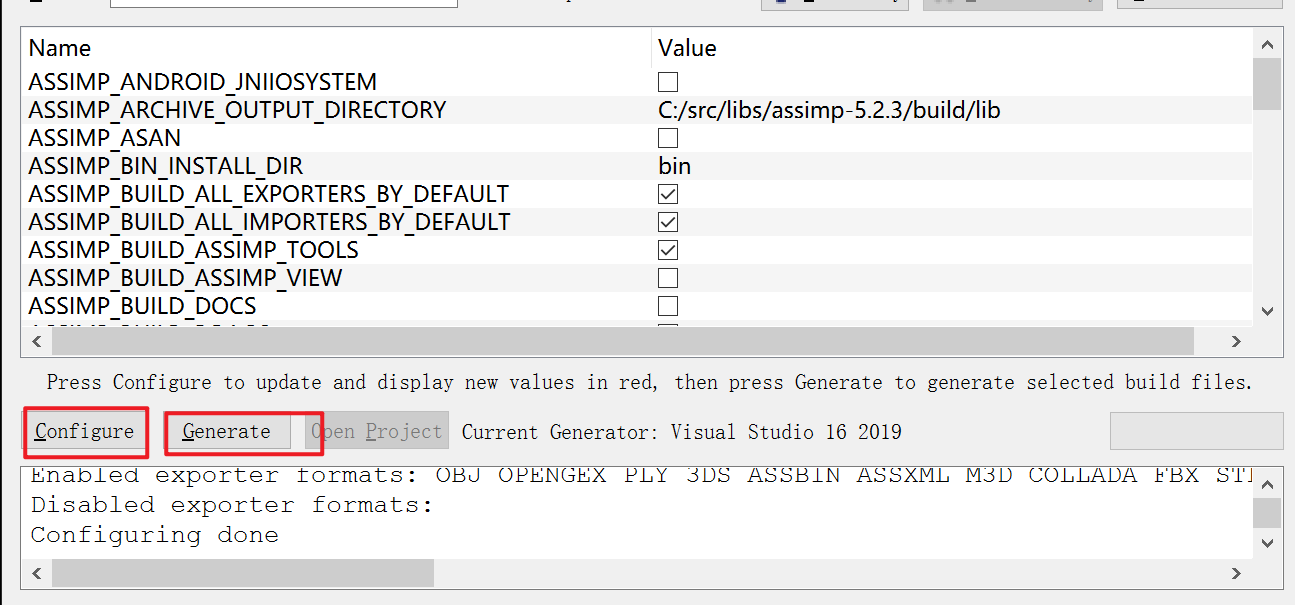 Name Value
ASSIMP_ANDROID_JNIIOSYSTEM
ASSIMP_ARCHIVE_OUTPUT_DIRECTORY C:/src/libs/assimp-5.2.3/build/lib
ASSIMP_ASAN
ASSIMP_BIN_INSTALL_DIR bin
ASSIMP_BUILD_ALL_EXPORTERS_BY_DEFAULT
ASSIMP_BUILD_ALL_IMPORTERS_BY_DEFAULT
ASSIMP_BUILD_ASSIMP_TOOLS
ASSIMP_BUILD_ASSIMP_VIEW
ASSIMP_BUILD_DOCS
Press Configure to update and display new values in red, then press Generate to generate selected build files.
Configure Generate Open Project Current Generator: Visual Studio 16 2019
Enabled exporter formats: OBJ OPENGEX PLY 3DS ASSBIN ASSXML M3D COLLADA FBX
Disabled exporter formats:
Configuring done